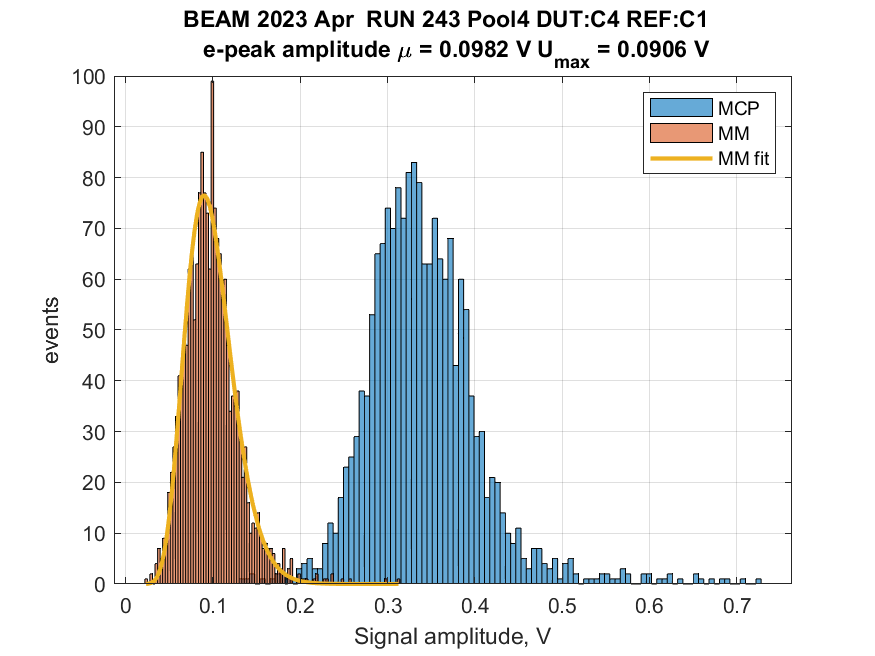 BEAM 2023 Apr RUN 243 Pool4 DUT:C4 REF:C1
e-peak amplitude μ = 0.0982 V U_max = 0.0906 V
MCP
MM
MM fit
100
90
80
70
60
50
40
30
20
10
0
events
0 0.1 0.2 0.3 0.4 0.5 0.6 0.7
Signal amplitude, V